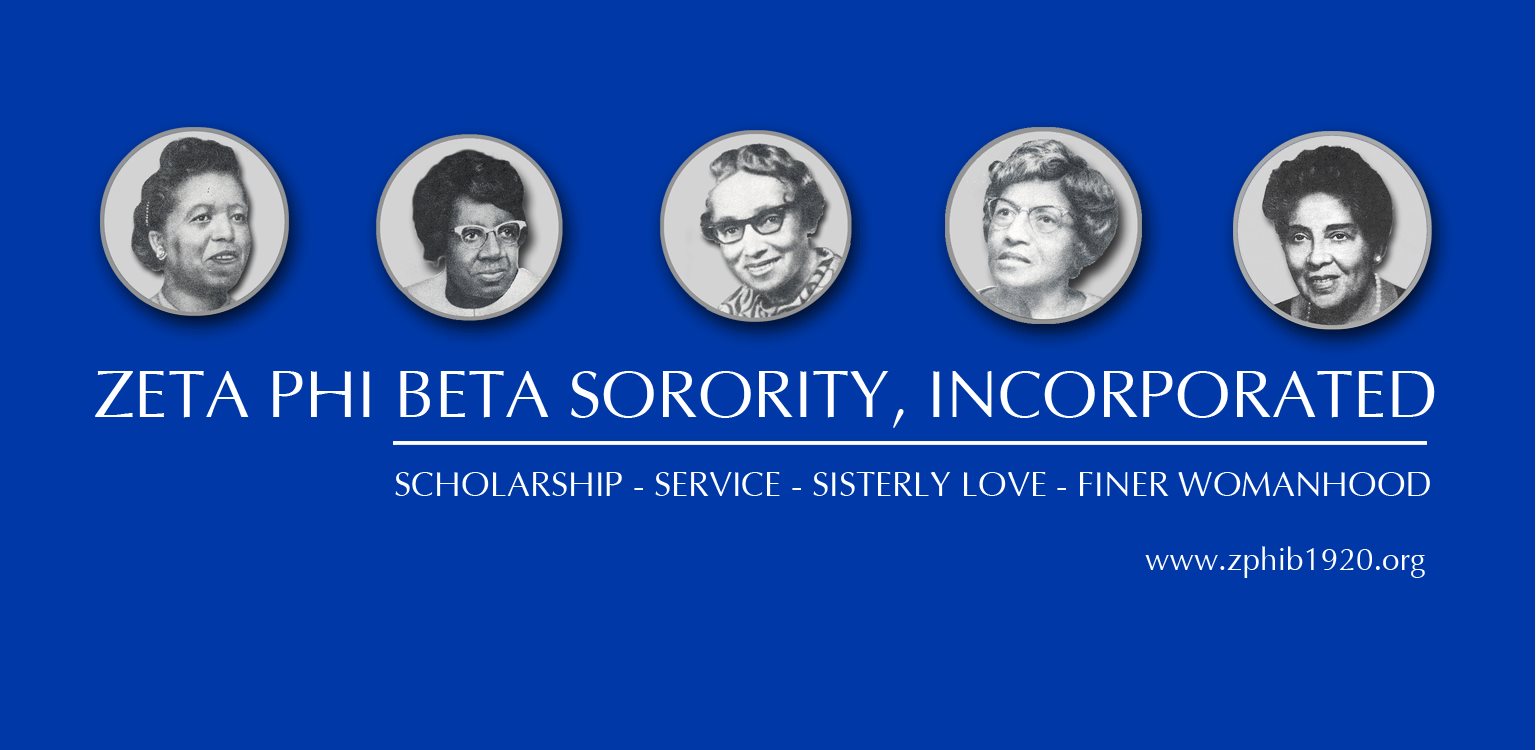 ZETA PHI BETA SORORITY, INCORPORATED
SCHOLARSHIP - SERVICE - SISTERLY LOVE - FINER WOMANHOOD
www.zphib1920.org